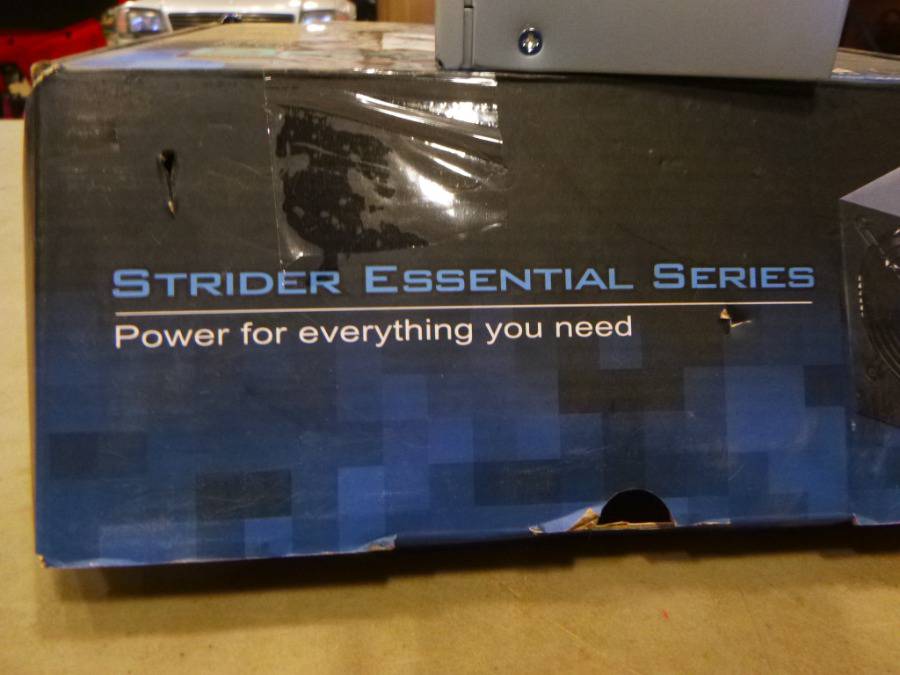 STRIDER ESSENTIAL SERIES
Power for everything you need